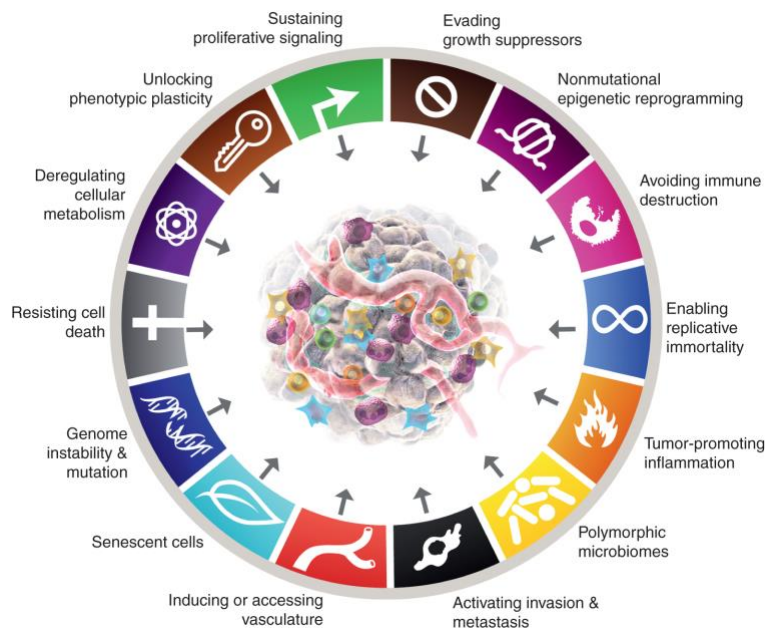 Sustaining
proliferative signaling
Evading
growth suppressors
Nonmutational
epigenetic reprogramming
Avoiding immune
destruction
Enabling
replicative
immortality
Tumor-promoting
inflammation
Polymorphic
microbiomes
Activating invasion &
metastasis
Inducing or accessing
vasculature
Senescent cells
Genome
instability &
mutation
Resisting cell
death
Deregulating
cellular
metabolism
Unlocking
phenotypic plasticity